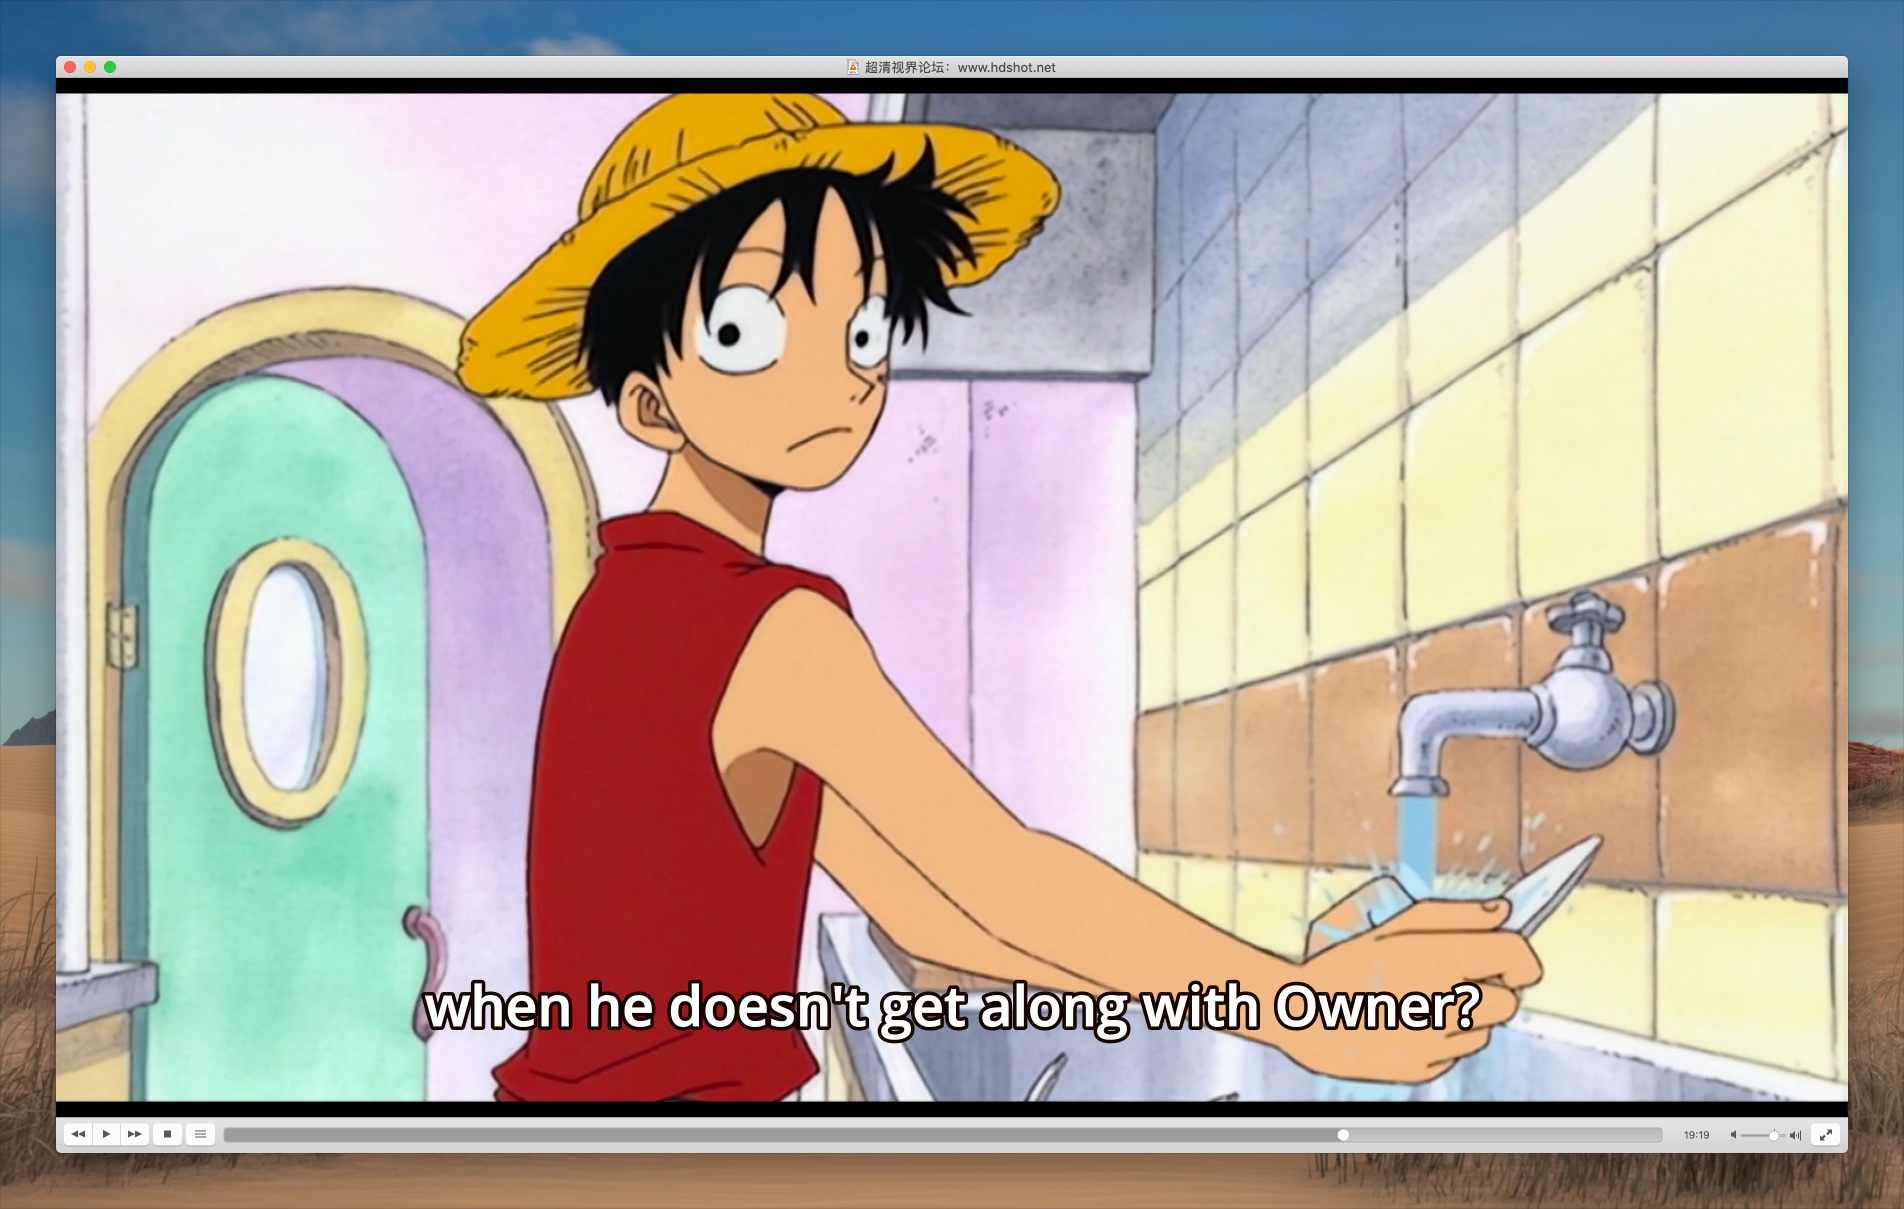 超清视界论坛：www.hdshot.net
when he doesn't get along with Owner?
19:19